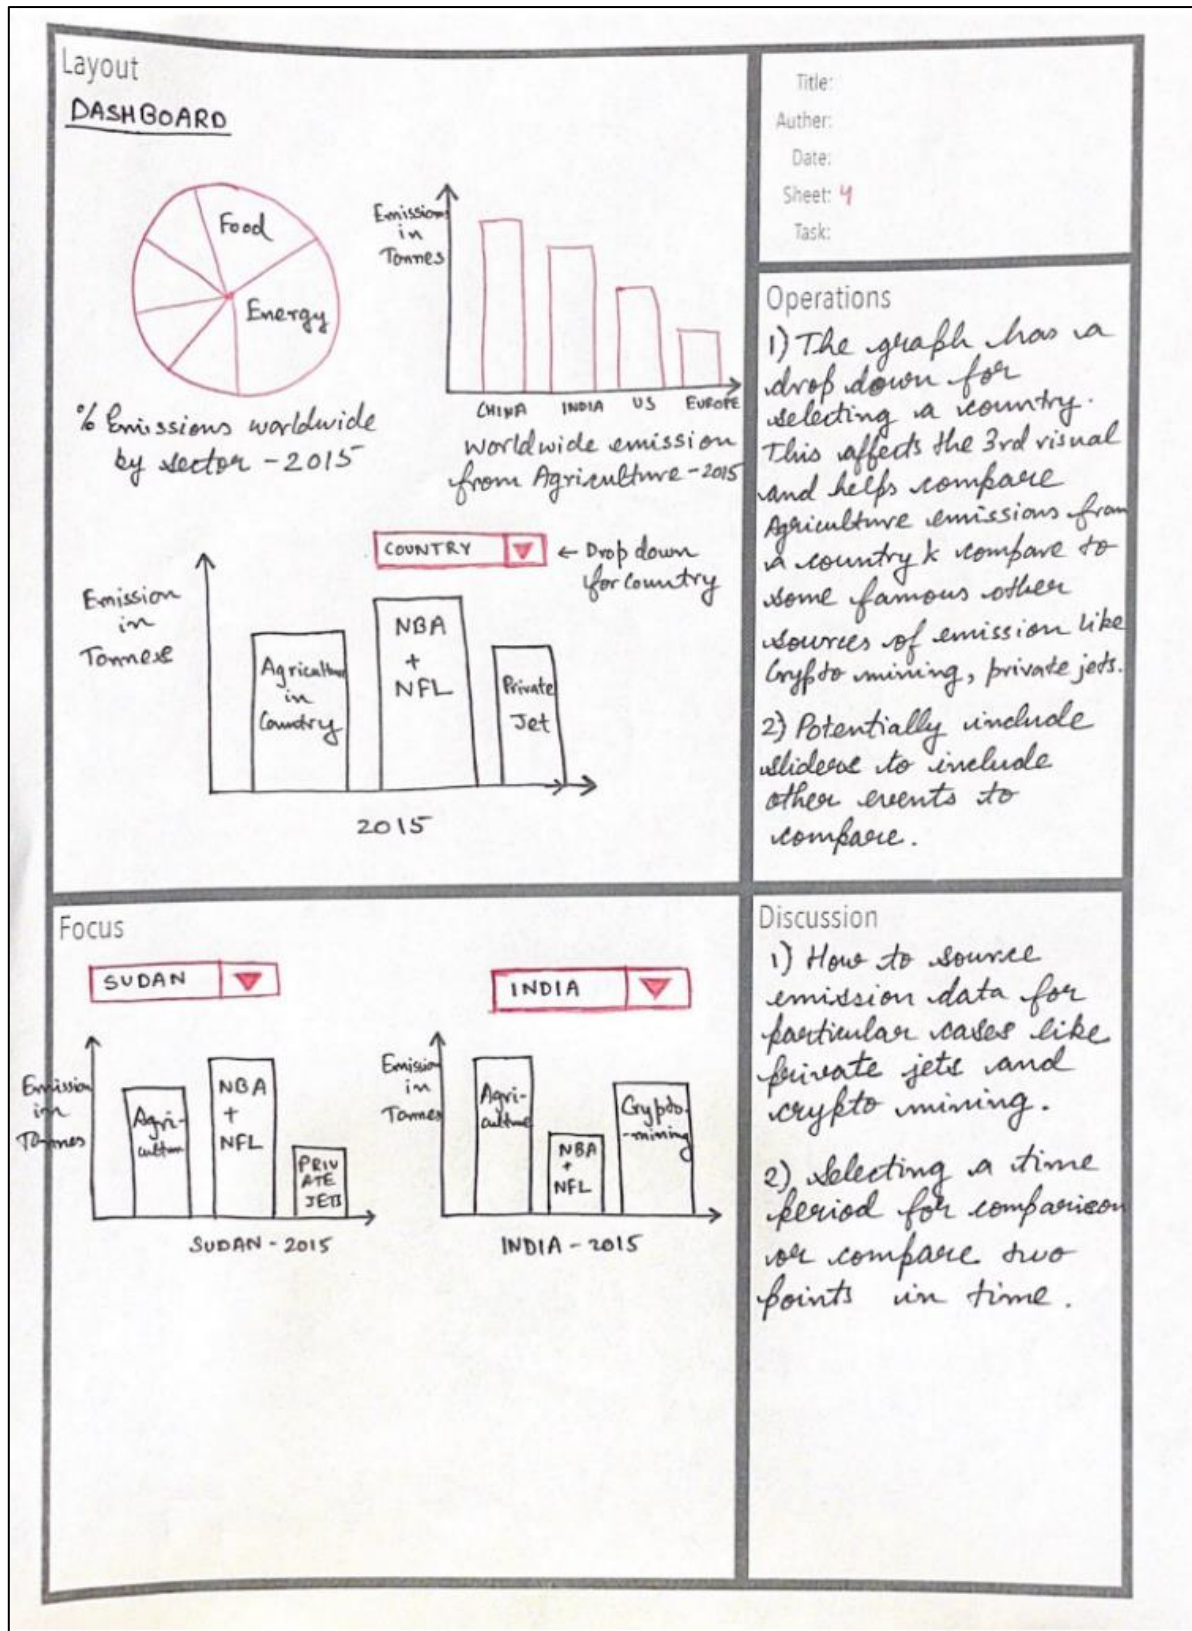 Layout
DASHBOARD
Food
Energy
% Emissions worldwide
by sector - 2015
Emission
in
Tonnes
CHINA INDIA US EUROPE
Worldwide emission
from Agriculture - 2015
COUNTRY
← Drop down
for Country
Emission
in
Tonnes
Agriculture
in
Country
NBA
+
NFL
Private
Jet
2015
Title:
Auther:
Date:
Sheet: 4
Task:
Operations
1) The graph has a
drop down for
selecting a country.
This affects the 3rd visual
and helps compare
Agriculture emissions from
a country & compare to
some famous other
sources of emission like
Crypto mining, private jets.
2) Potentially include
sliders to include
other events to
compare.
Focus
SUDAN
Emission
in
Tonnes
Agri-
culture
NBA
+
NFL
PRIV
ATE
JETS
SUDAN - 2015
INDIA
Emission
in
Tonnes
Agri-
culture
NBA
+
NFL
Crypto-
-mining
INDIA - 2015
Discussion
1) How to source
emission data for
particular cases like
private jets and
crypto mining.
2) Selecting a time
period for comparison
or compare two
points in time.